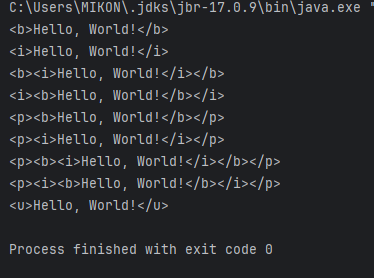 C:\Users\MIKON\.jdks\jbr-17.0.9\bin\java.exe "
<b>Hello, World!</b>
<i>Hello, World!</i>
<b><i>Hello, World!</i></b>
<i><b>Hello, World!</b></i>
<p><b>Hello, World!</b></p>
<p><i>Hello, World!</i></p>
<p><b><i>Hello, World!</i></b></p>
<p><i><b>Hello, World!</b></i></p>
<u>Hello, World!</u>
Process finished with exit code 0